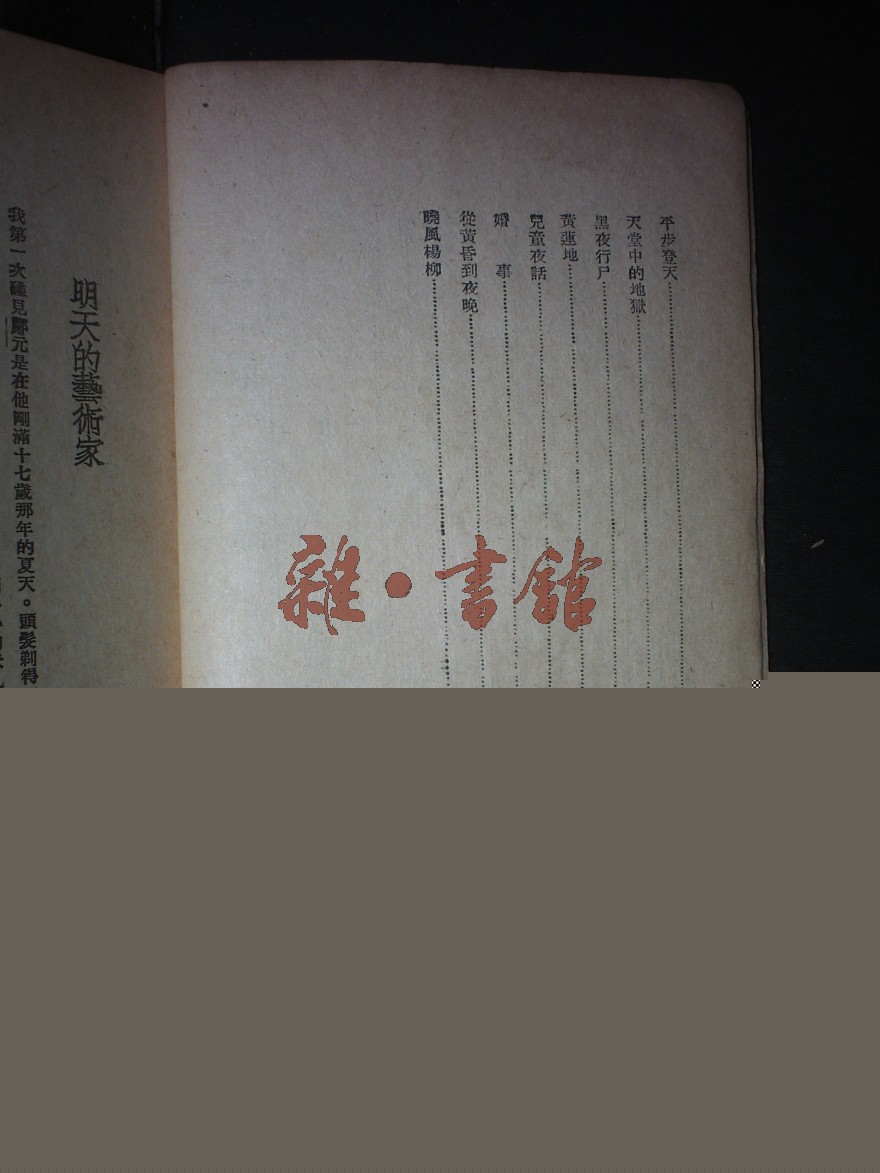 平步登天
天堂中的地獄
黑夜行尸
黃蓮地
兒童夜話
婚事
從黃昏到夜晚
曉風楊柳
雜·書館
明天的藝術家
我第一次碰見鄭元是在他剛滿十七歲那年的夏天。頭髮剃得